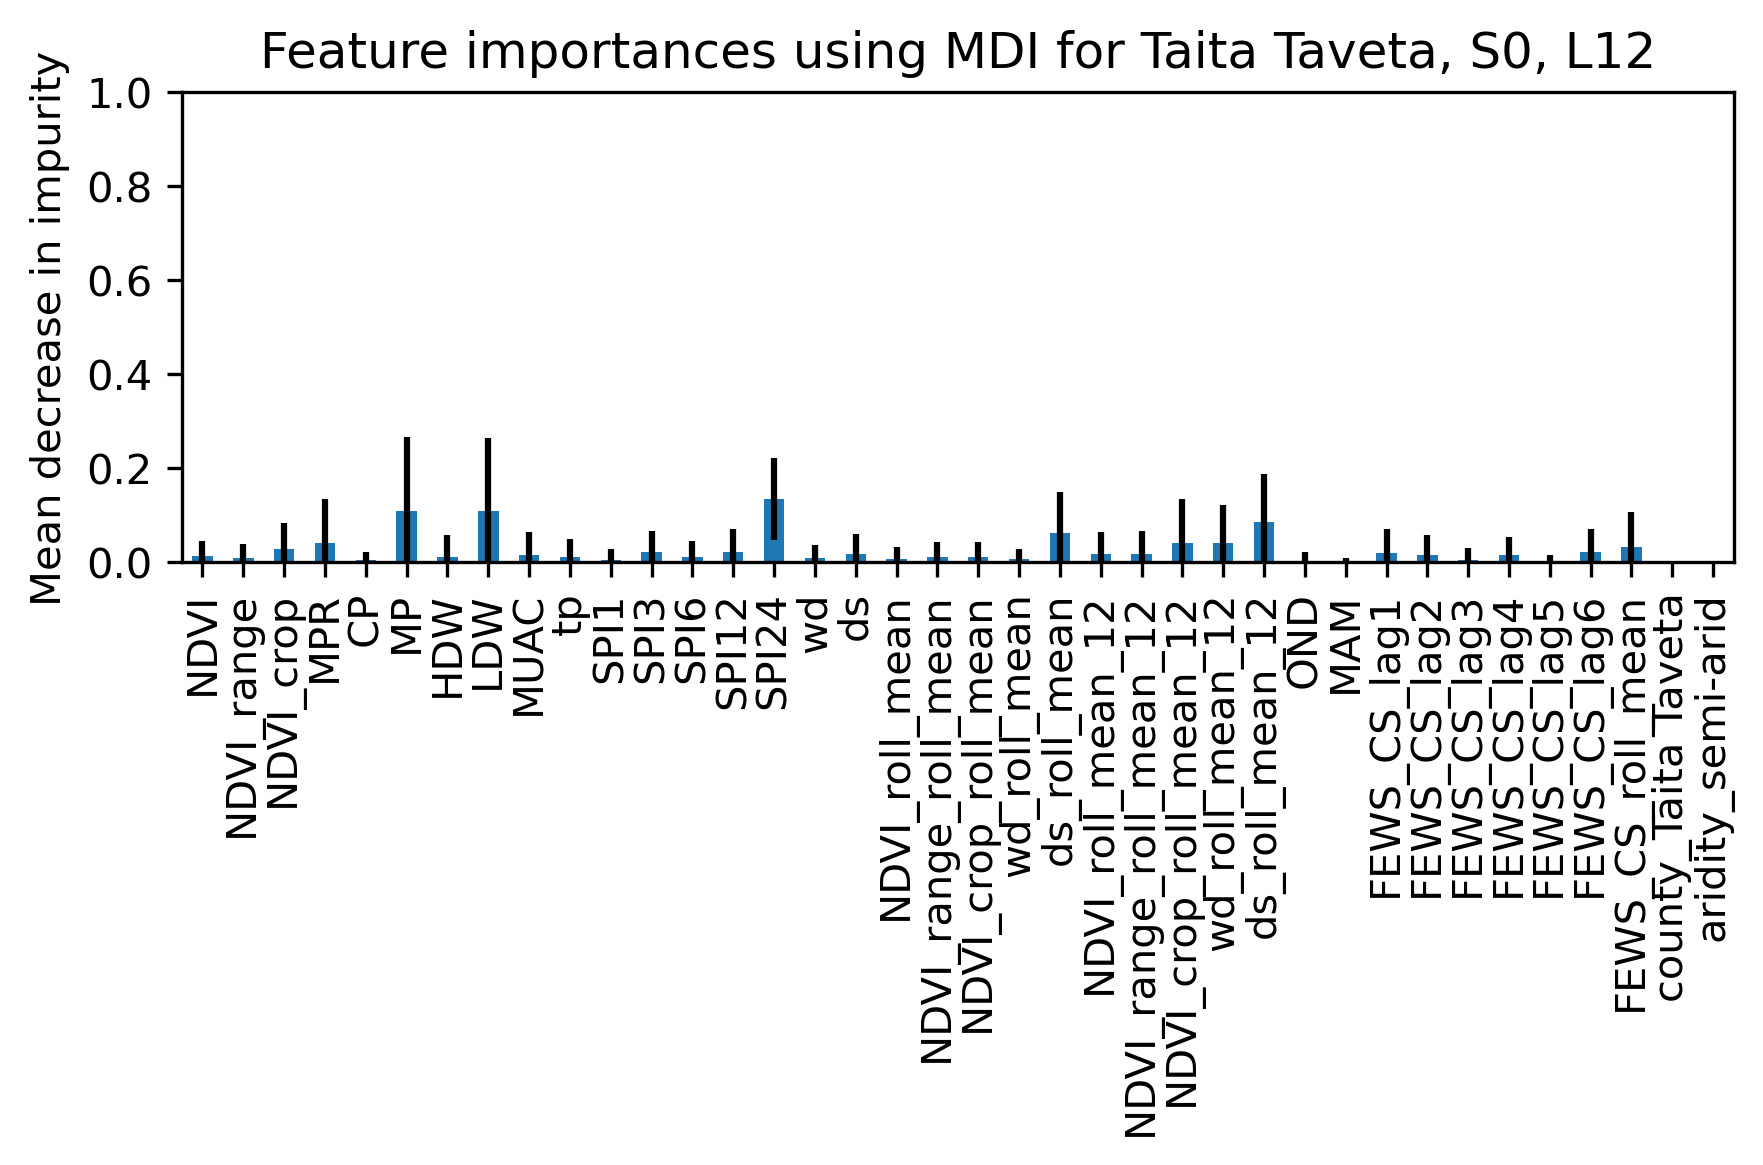 Feature importances using MDI for Taita Taveta, S0, L12
Mean decrease in impurity
1.0
0.8
0.6
0.4
0.2
0.0
NDVI
NDVI_range
NDVI_crop
MPR
CP
MP
HDW
LDW
MUAC
tp
SPI1
SPI3
SPI6
SPI12
SPI24
wd
ds
NDVI_roll_mean
NDVI_range_roll_mean
NDVI_crop_roll_mean
wd_roll_mean
ds_roll_mean
NDVI_roll_mean_12
NDVI_range_roll_mean_12
NDVI_crop_roll_mean_12
wd_roll_mean_12
ds_roll_mean_12
OND
MAM
FEWS_CS_lag1
FEWS_CS_lag2
FEWS_CS_lag3
FEWS_CS_lag4
FEWS_CS_lag5
FEWS_CS_lag6
FEWS_CS_roll_mean
county_Taita Taveta
aridity_semi-arid